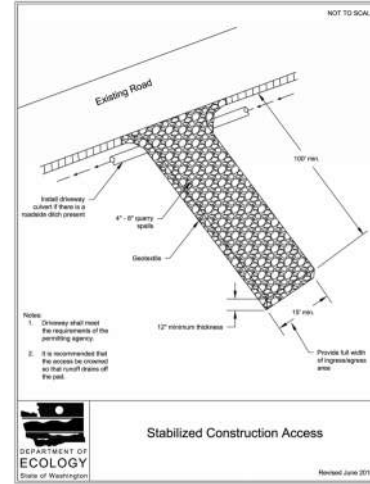 NOT TO SCAL
Existing Road
100' min.
Install driveway
culvert if there is a
roadside ditch present
4" - 8" quarry
spalls
Geotextile
12" minimum thickness
15' min.
Provide full width
of ingress/egress
area
Notes:
1. Driveway shall meet
the requirements of the
permitting agency.
2. It is recommended that
the access be crowned
so that runoff drains off
the pad.
DEPARTMENT OF
ECOLOGY
State of Washington
Stabilized Construction Access
Revised June 201